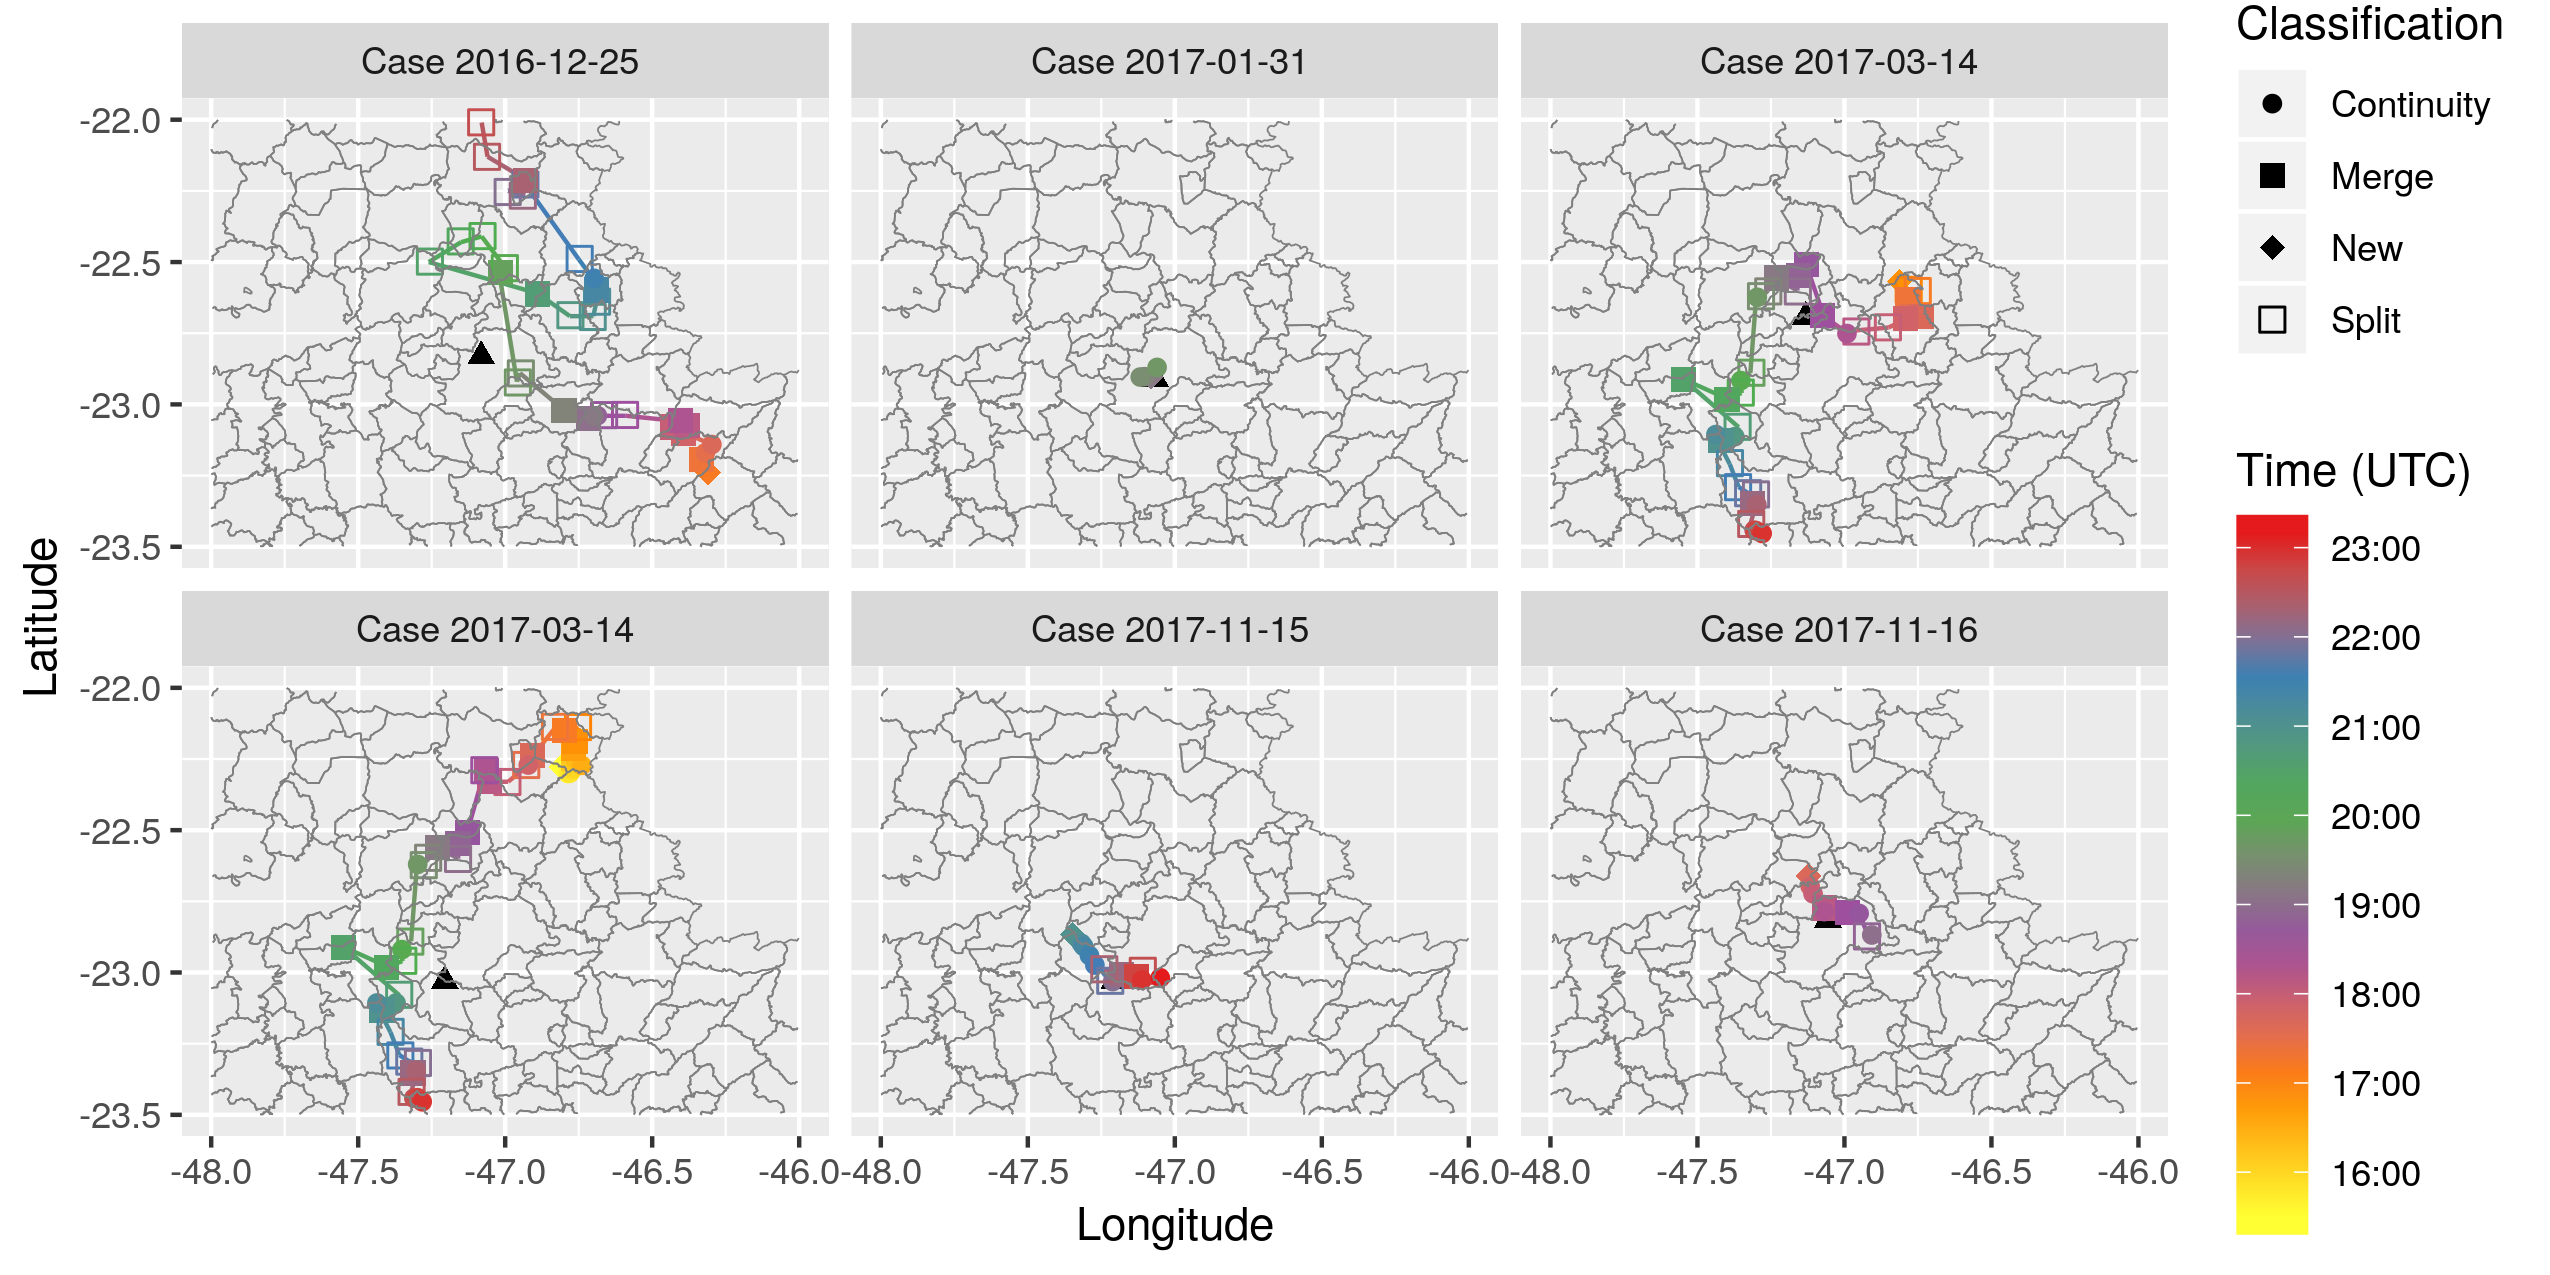 Case 2016-12-25
Case 2017-01-31
Case 2017-03-14
Classification
Continuity
Merge
New
Split
-22.0
-22.5
-23.0
-23.5
Case 2017-03-14
Case 2017-11-15
Case 2017-11-16
-22.0
-22.5
-23.0
-23.5
Latitude
-48.0 -47.5 -47.0 -46.5 -46.0
-48.0 -47.5 -47.0 -46.5 -46.0
-48.0 -47.5 -47.0 -46.5 -46.0
Longitude
Time (UTC)
23:00
22:00
21:00
20:00
19:00
18:00
17:00
16:00